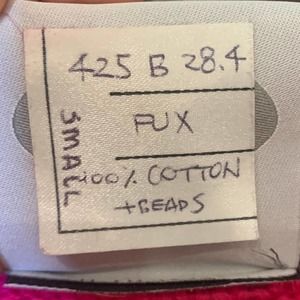 425 B 28.4
FUX
SMALL
100% COTTON
+BEADS